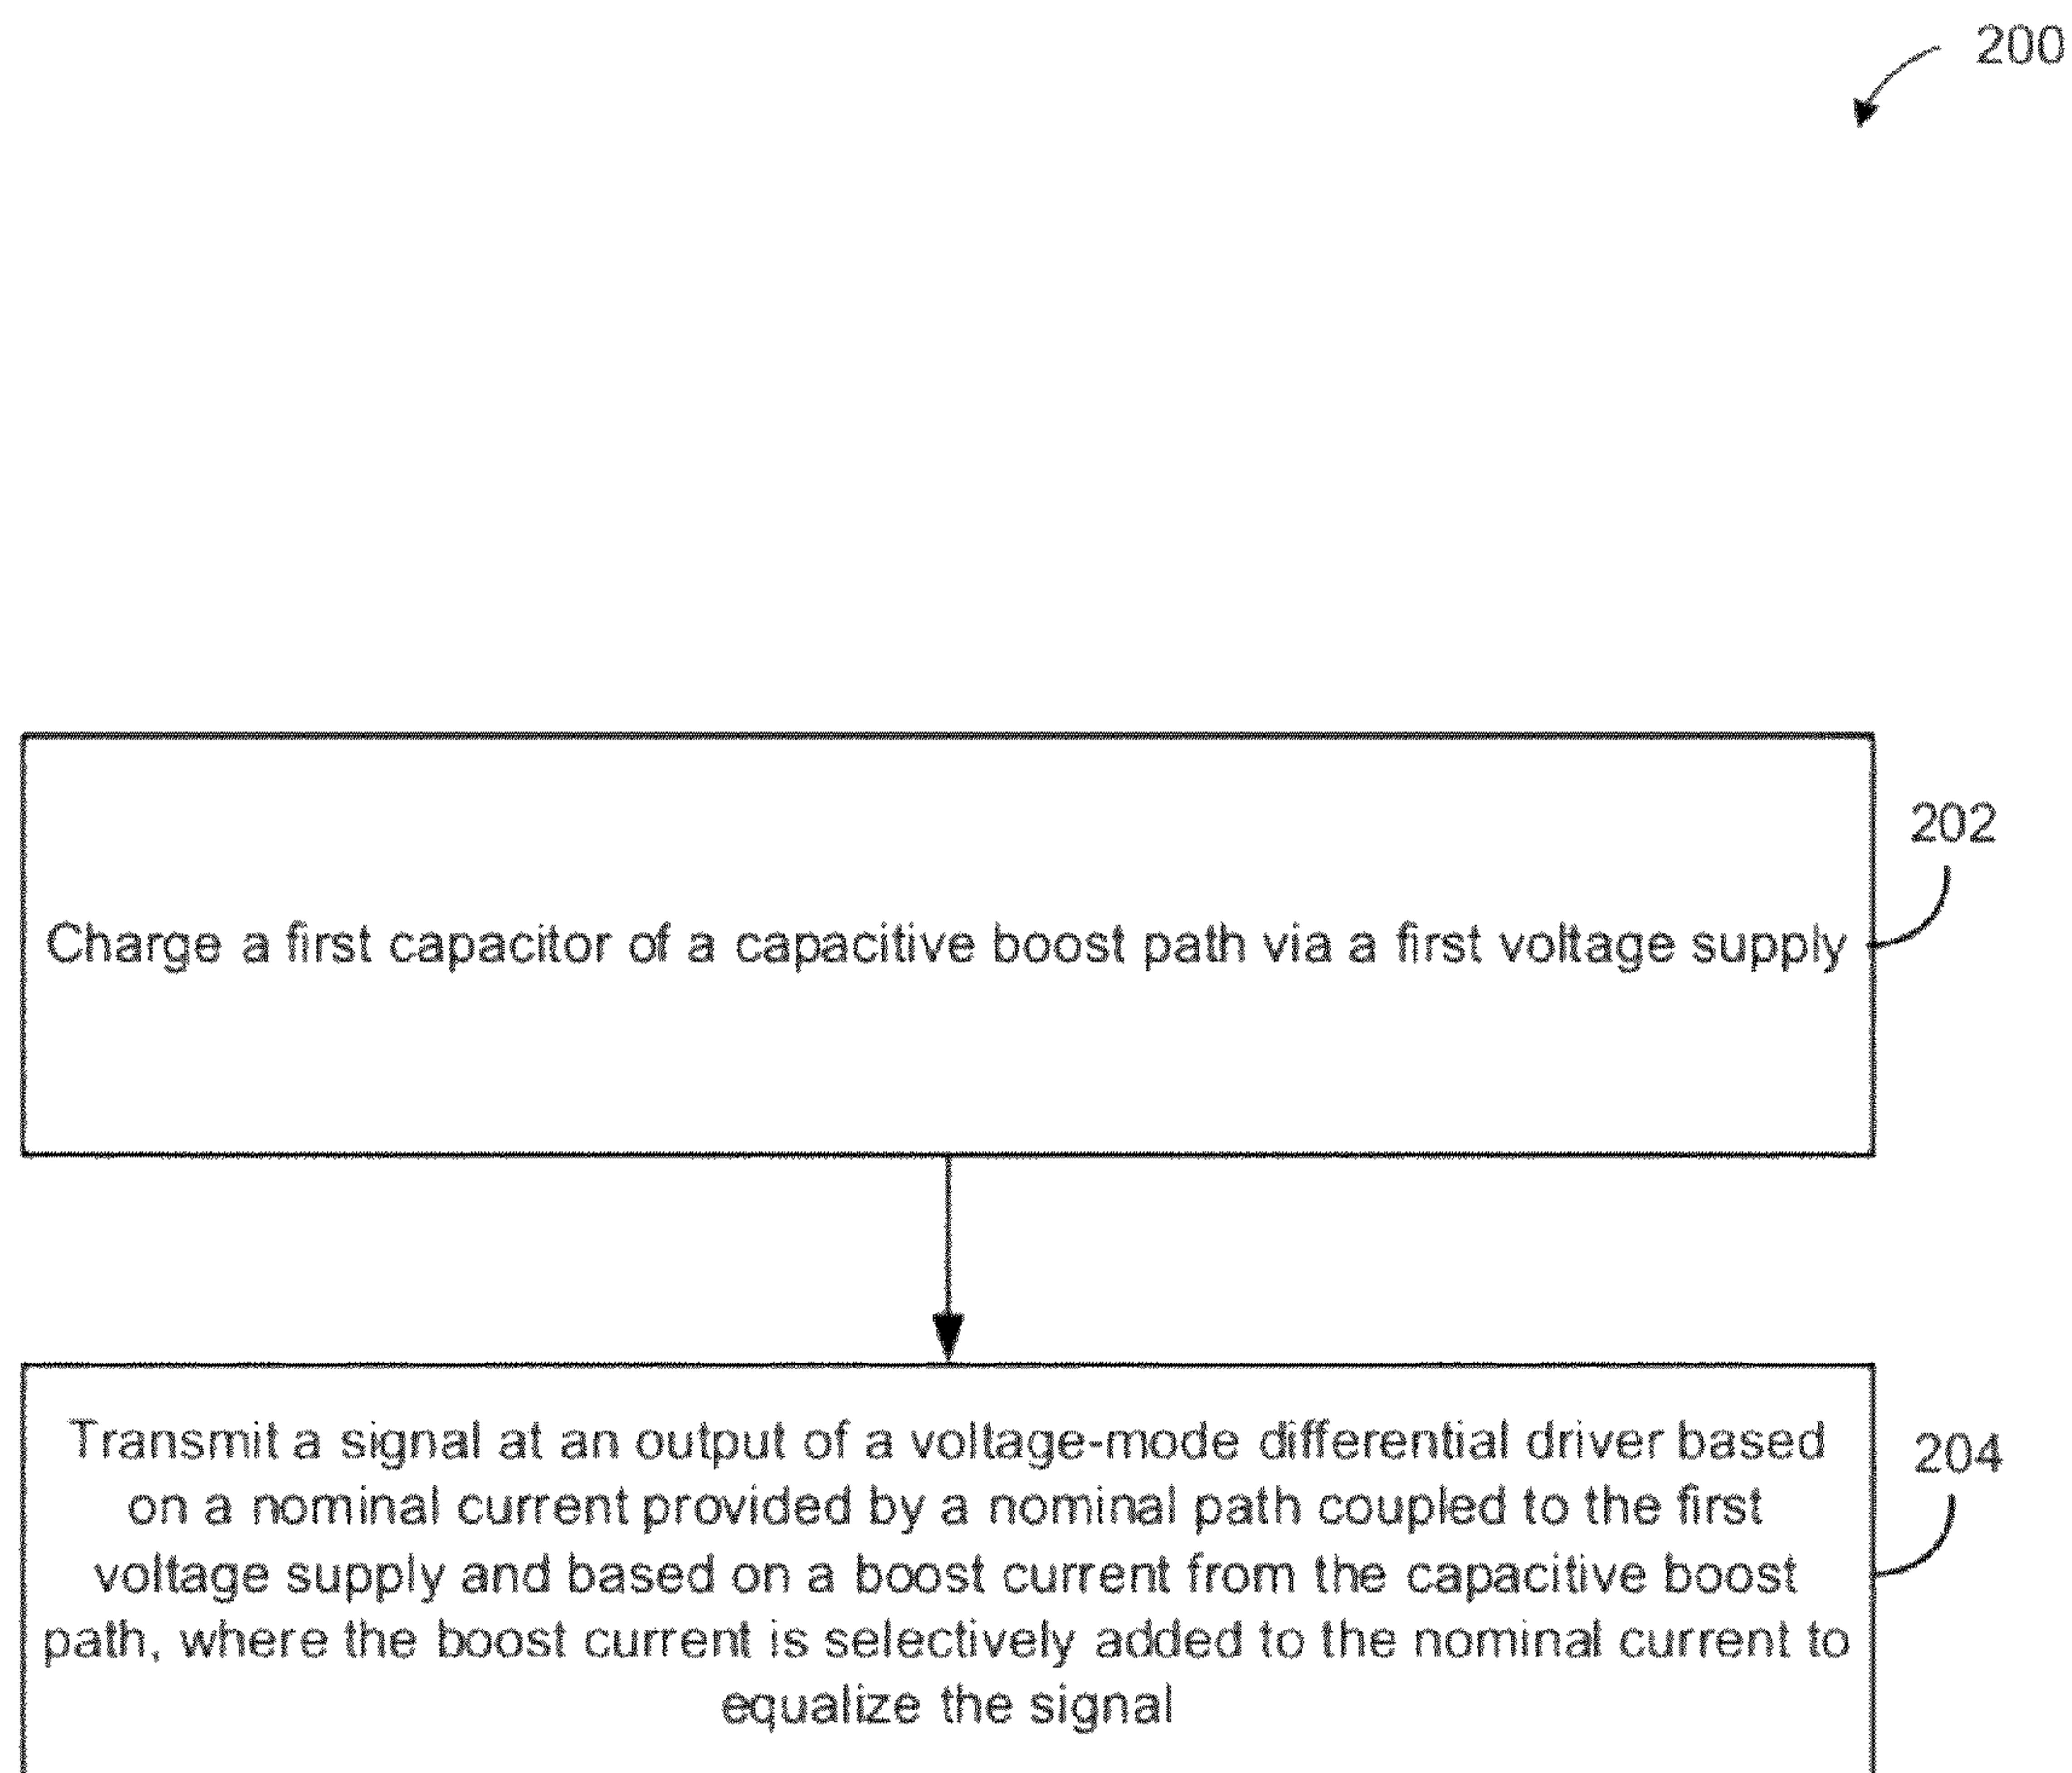 200
202
Charge a first capacitor of a capacitive boost path via a first voltage supply
Transmit a signal at an output of a voltage-mode differential driver based
204
on a nominal current provided by a nominal path coupled to the first
voltage supply and based on a boost current from the capacitive boost
path, where the boost current is selectively added to the nominal current to
equalize the signal